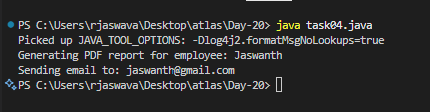 PS C:\Users\rjaswava\Desktop\atlas\Day-20> java task04.java
Picked up JAVA_TOOL_OPTIONS: -Dlog4j2.formatMsgNoLookups=true
Generating PDF report for employee: Jaswanth
Sending email to: jaswanth@gmail.com
PS C:\Users\rjaswava\Desktop\atlas\Day-20>